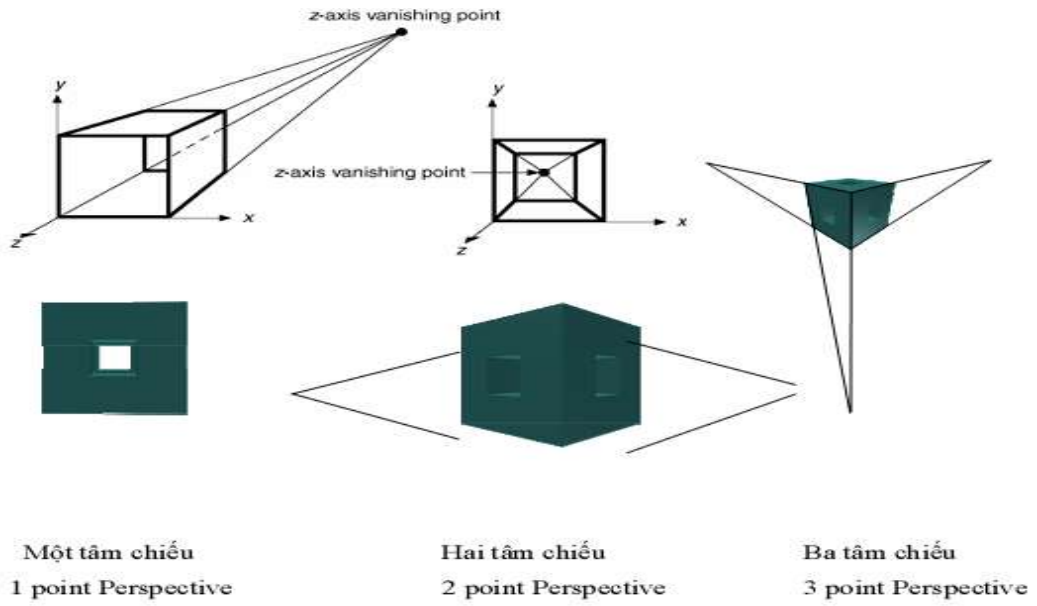 z-axis vanishing point
y
x
z
y
z-axis vanishing point
x
z
Một tâm chiếu
1 point Perspective
Hai tâm chiếu
2 point Perspective
Ba tâm chiếu
3 point Perspective